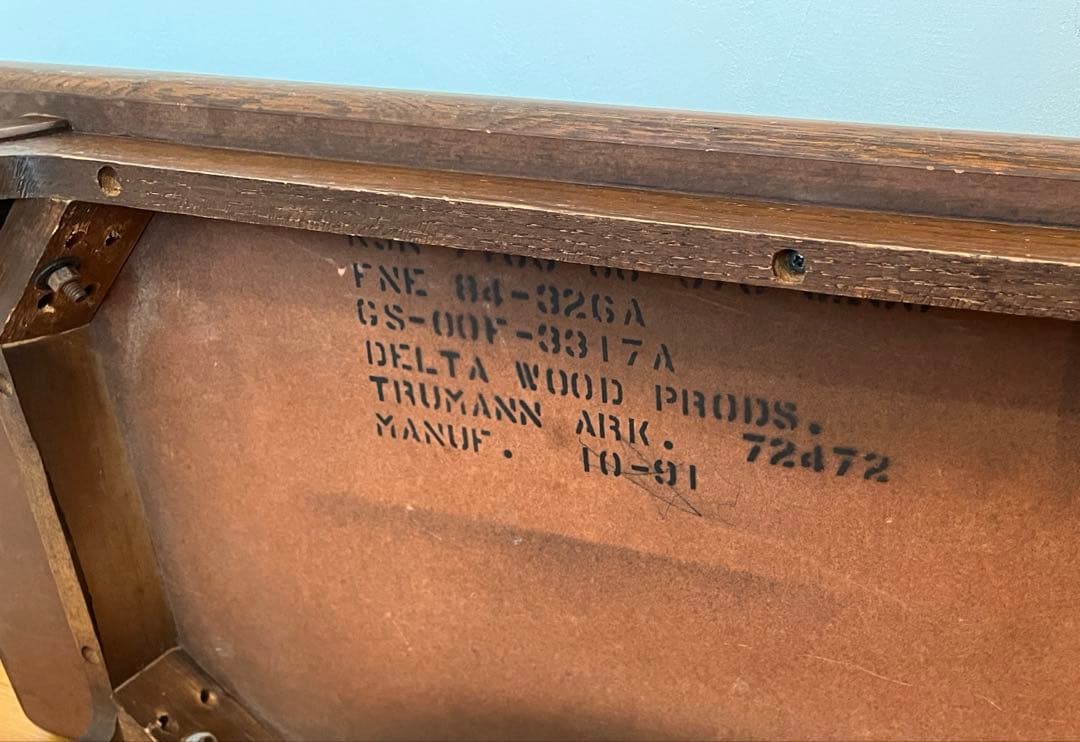 FNE 84-326A
GS-00F-3317A
DELTA WOOD PRODS.
TRUMANN ARK. 72472
MANUF. 10-91